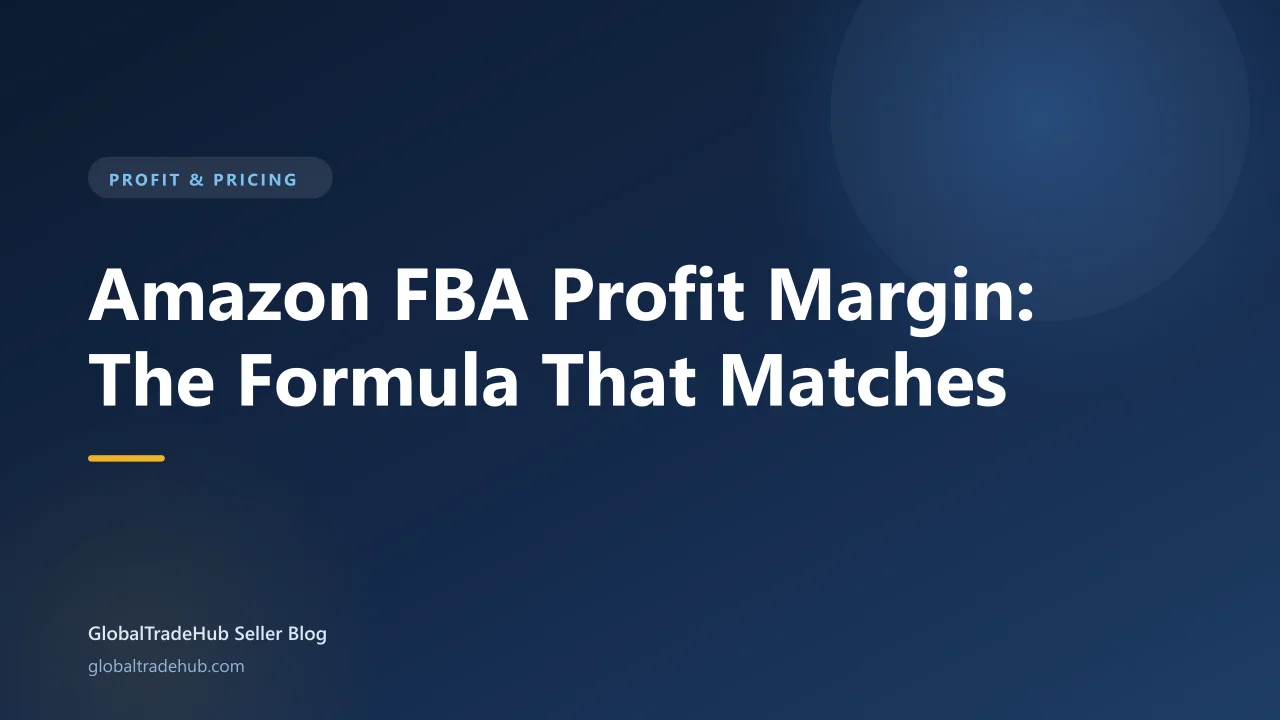 PROFIT & PRICING
Amazon FBA Profit Margin:
The Formula That Matches
GlobalTradeHub Seller Blog
globaltradehub.com